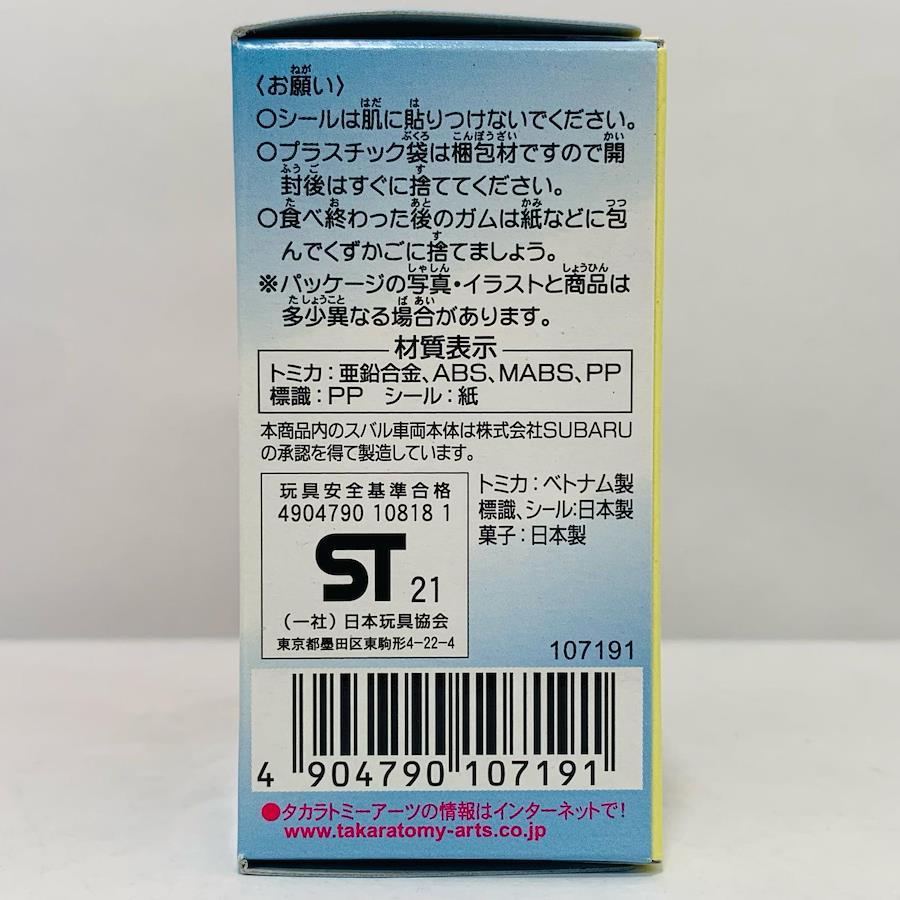 〈お願い〉
○シールは肌に貼りつけないでください。
○プラスチック袋は梱包材ですので開
封後はすぐに捨ててください。
○食べ終わった後のガムは紙などに包
んでくずかごに捨てましょう。
※パッケージの写真・イラストと商品は
多少異なる場合があります。
材質表示
トミカ：亜鉛合金、ABS、MABS、PP
標識：PP シール：紙
本商品内のスバル車両本体は株式会社SUBARU
の承認を得て製造しています。
玩具安全基準合格
4904790 10818 1
ST 21
（一社）日本玩具協会
東京都墨田区東駒形4-22-4
トミカ：ベトナム製
標識、シール：日本製
菓子：日本製
107191
4 904790 107191
●タカラトミーアーツの情報はインターネットで！
www.takaratomy-arts.co.jp